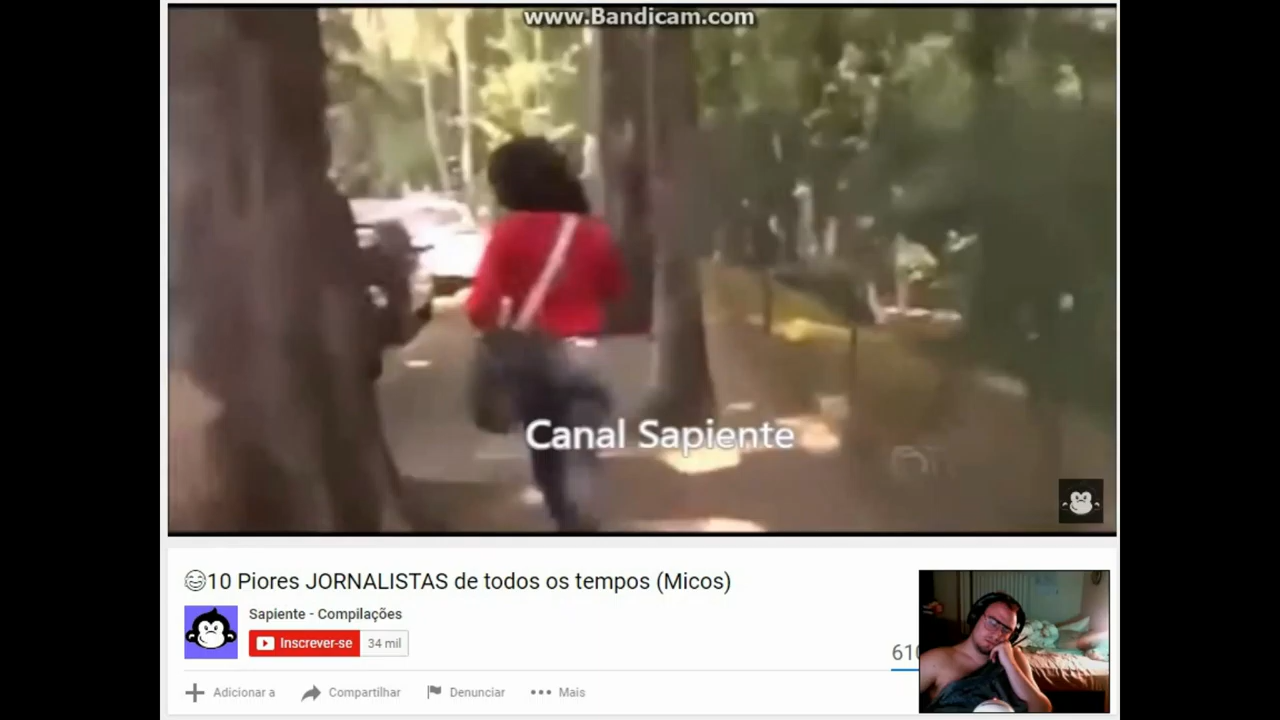 www.Bandicam.com
Canal Sapiente
😂10 Piores JORNALISTAS de todos os tempos (Micos)
Sapiente - Compilações
Inscrever-se 34 mil
610
Adicionar a Compartilhar Denunciar Mais